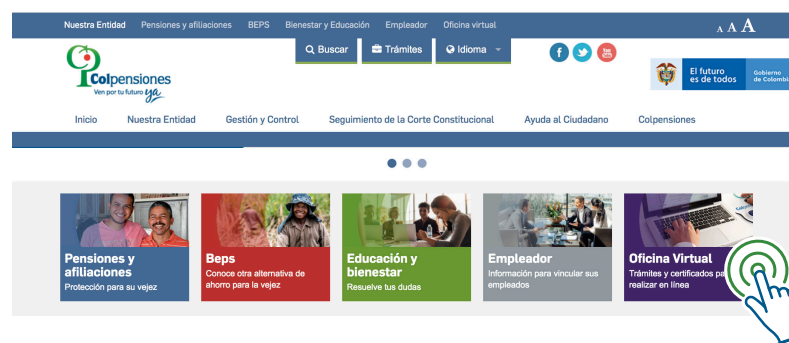 Nuestra Entidad Pensiones y afiliaciones BEPS Bienestar y Educación Empleador Oficina virtual A A A
Buscar Trámites Idioma
Colpensiones
Ven por tu futuro ya
El futuro
es de todos
Gobierno
de Colombia
Inicio Nuestra Entidad Gestión y Control Seguimiento de la Corte Constitucional Ayuda al Ciudadano Colpensiones
Pensiones y
afiliaciones
Protección para su vejez
Beps
Conoce otra alternativa de
ahorro para la vejez
Educación y
bienestar
Resuelve tus dudas
Empleador
Información para vincular sus
empleados
Oficina Virtual
Trámites y certificados
realizar en línea